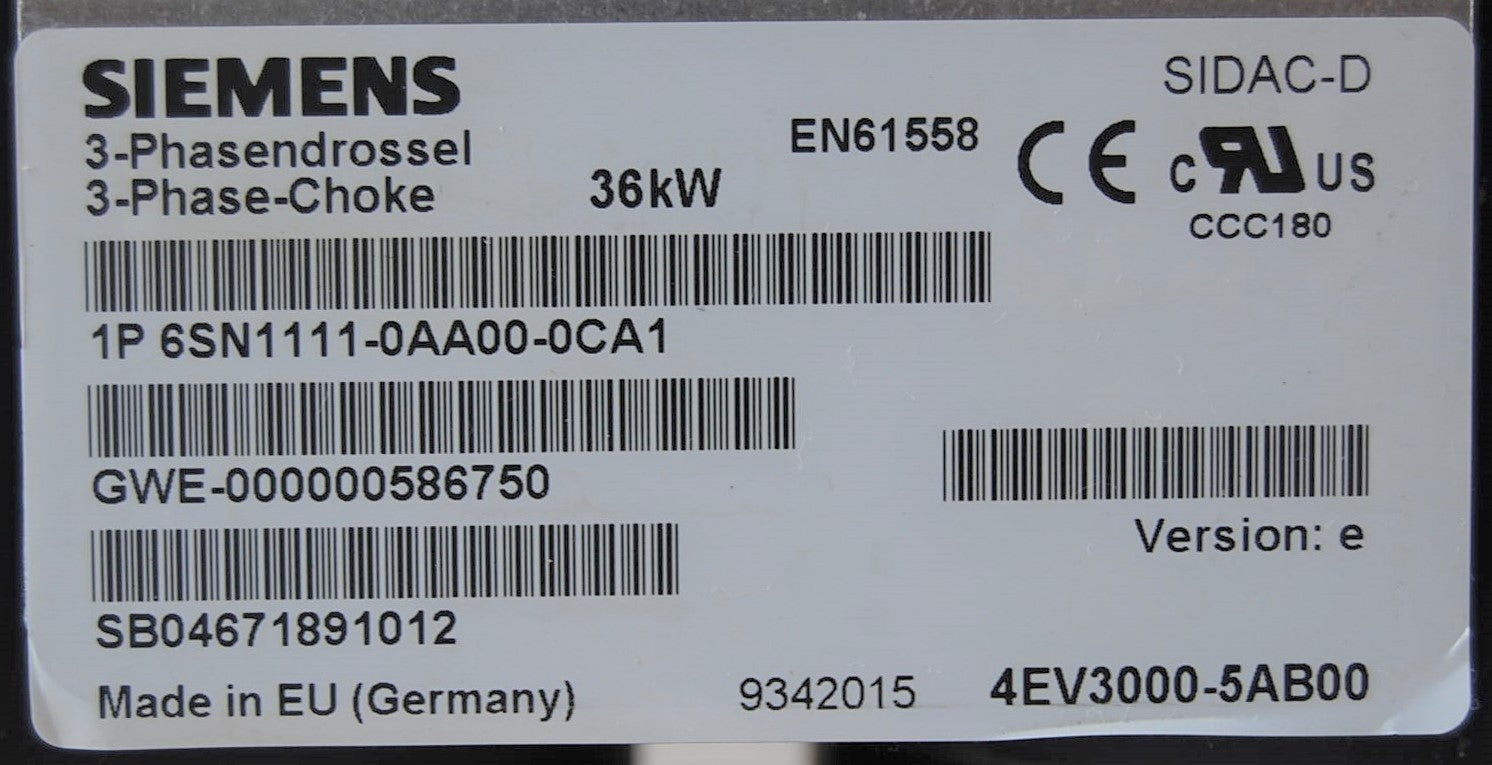 SIEMENS
SIDAC-D
3-Phasendrossel
3-Phase-Choke
36kW
EN61558
CE
c RU US
CCC180
1P 6SN1111-0AA00-0CA1
GWE-000000586750
Version: e
SB04671891012
Made in EU (Germany)
9342015
4EV3000-5AB00